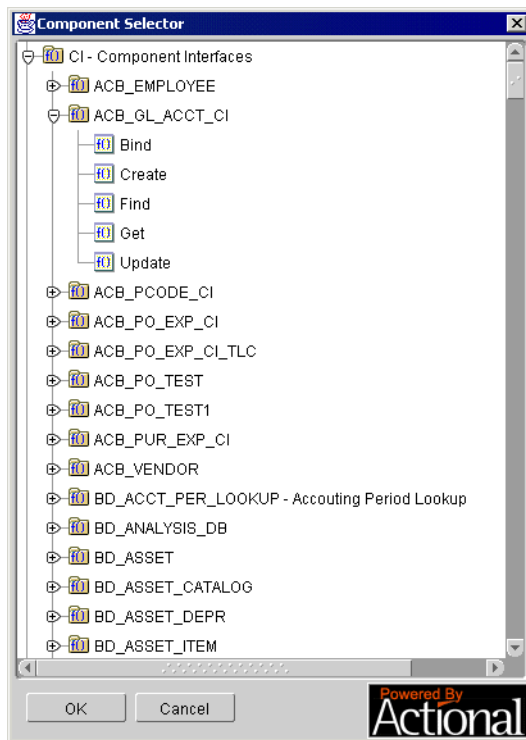 Component Selector
CI - Component Interfaces
ACB_EMPLOYEE
ACB_GL_ACCT_CI
f() Bind
f() Create
f() Find
f() Get
f() Update
ACB_PCODE_CI
ACB_PO_EXP_CI
ACB_PO_EXP_CI_TLC
ACB_PO_TEST
ACB_PO_TEST1
ACB_PUR_EXP_CI
ACB_VENDOR
BD_ACCT_PER_LOOKUP - Accouting Period Lookup
BD_ANALYSIS_DB
BD_ASSET
BD_ASSET_CATALOG
BD_ASSET_DEPR
BD_ASSET_ITEM
OK Cancel
Powered By
Actional